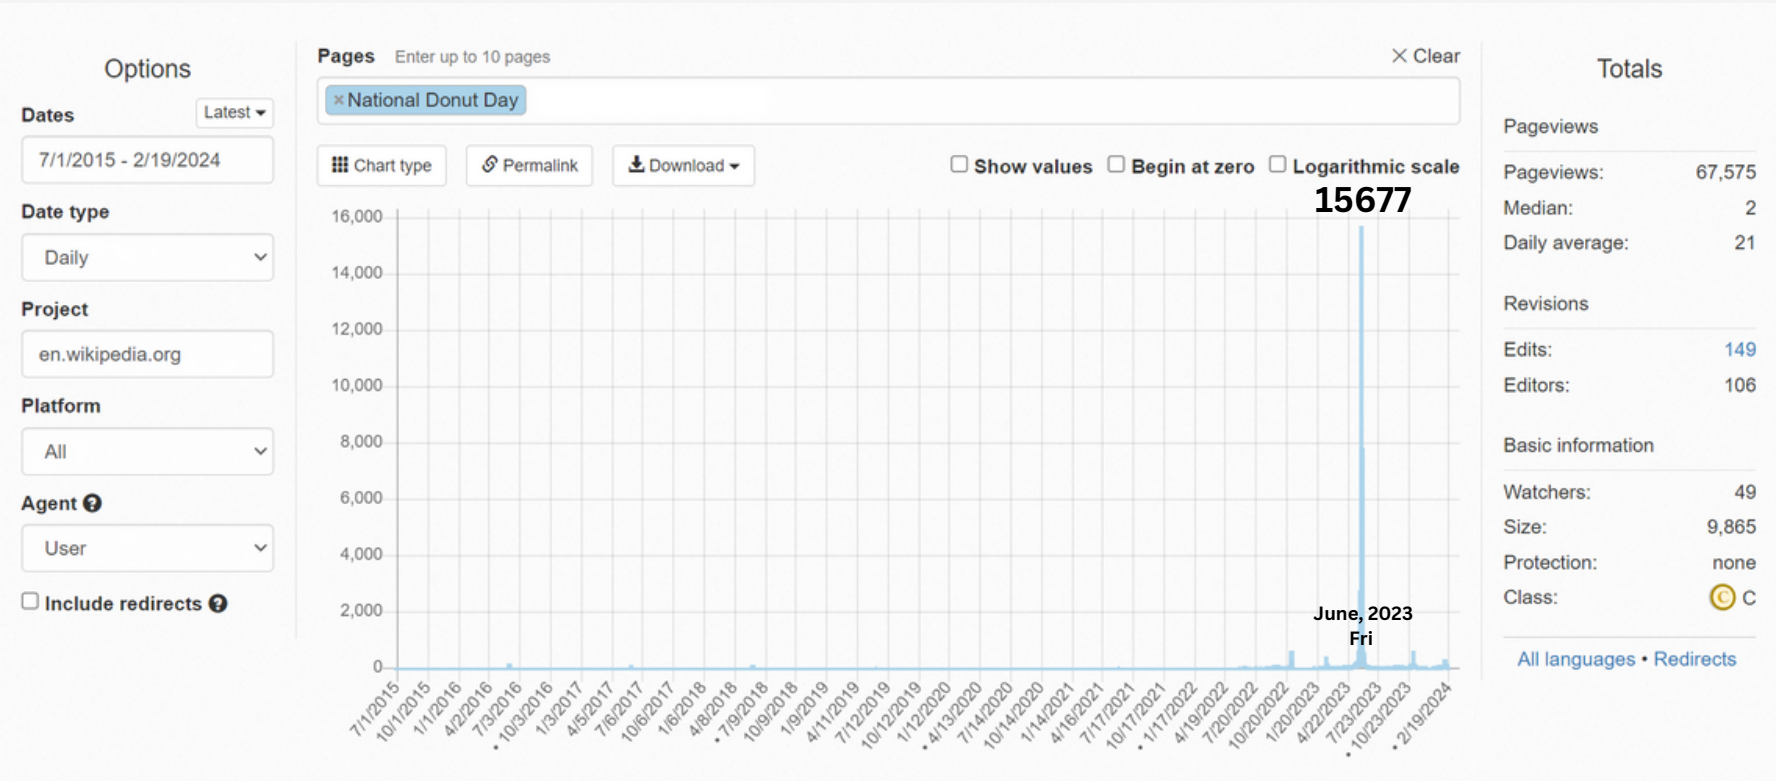 Options
Dates
Latest
7/1/2015 - 2/19/2024
Date type
Daily
Project
en.wikipedia.org
Platform
All
Agent ?
User
Include redirects ?
Pages Enter up to 10 pages
× Clear
× National Donut Day
Chart type
Permalink
Download
Show values
Begin at zero
Logarithmic scale
15677
16,000
14,000
12,000
10,000
8,000
6,000
4,000
2,000
0
June, 2023
Fri
7/1/2015
10/1/2015
1/1/2016
4/2/2016
• 7/3/2016
10/3/2016
1/3/2017
4/5/2017
7/6/2017
10/6/2017
1/6/2018
4/8/2018
• 7/9/2018
10/9/2018
1/9/2019
4/11/2019
7/12/2019
10/12/2019
1/12/2020
• 4/13/2020
7/14/2020
10/14/2020
1/14/2021
4/16/2021
7/17/2021
10/17/2021
• 1/17/2022
4/19/2022
7/20/2022
10/20/2022
1/20/2023
4/22/2023
• 7/23/2023
• 10/23/2023
• 2/19/2024
Totals
Pageviews
Pageviews: 67,575
Median: 2
Daily average: 21
Revisions
Edits: 149
Editors: 106
Basic information
Watchers: 49
Size: 9,865
Protection: none
Class: C C
All languages • Redirects